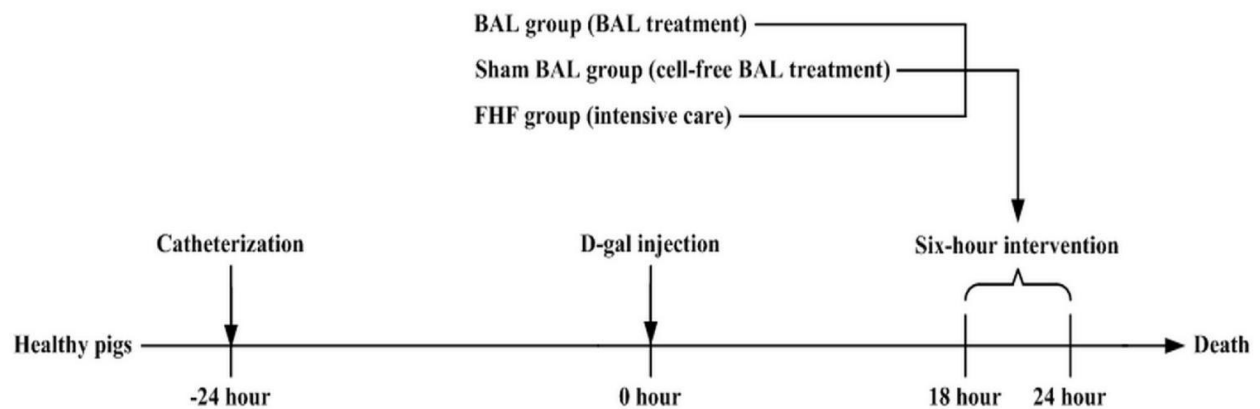 BAL group (BAL treatment)
Sham BAL group (cell-free BAL treatment)
FHF group (intensive care)
Catheterization
D-gal injection
Six-hour intervention
Healthy pigs
Death
-24 hour
0 hour
18 hour
24 hour